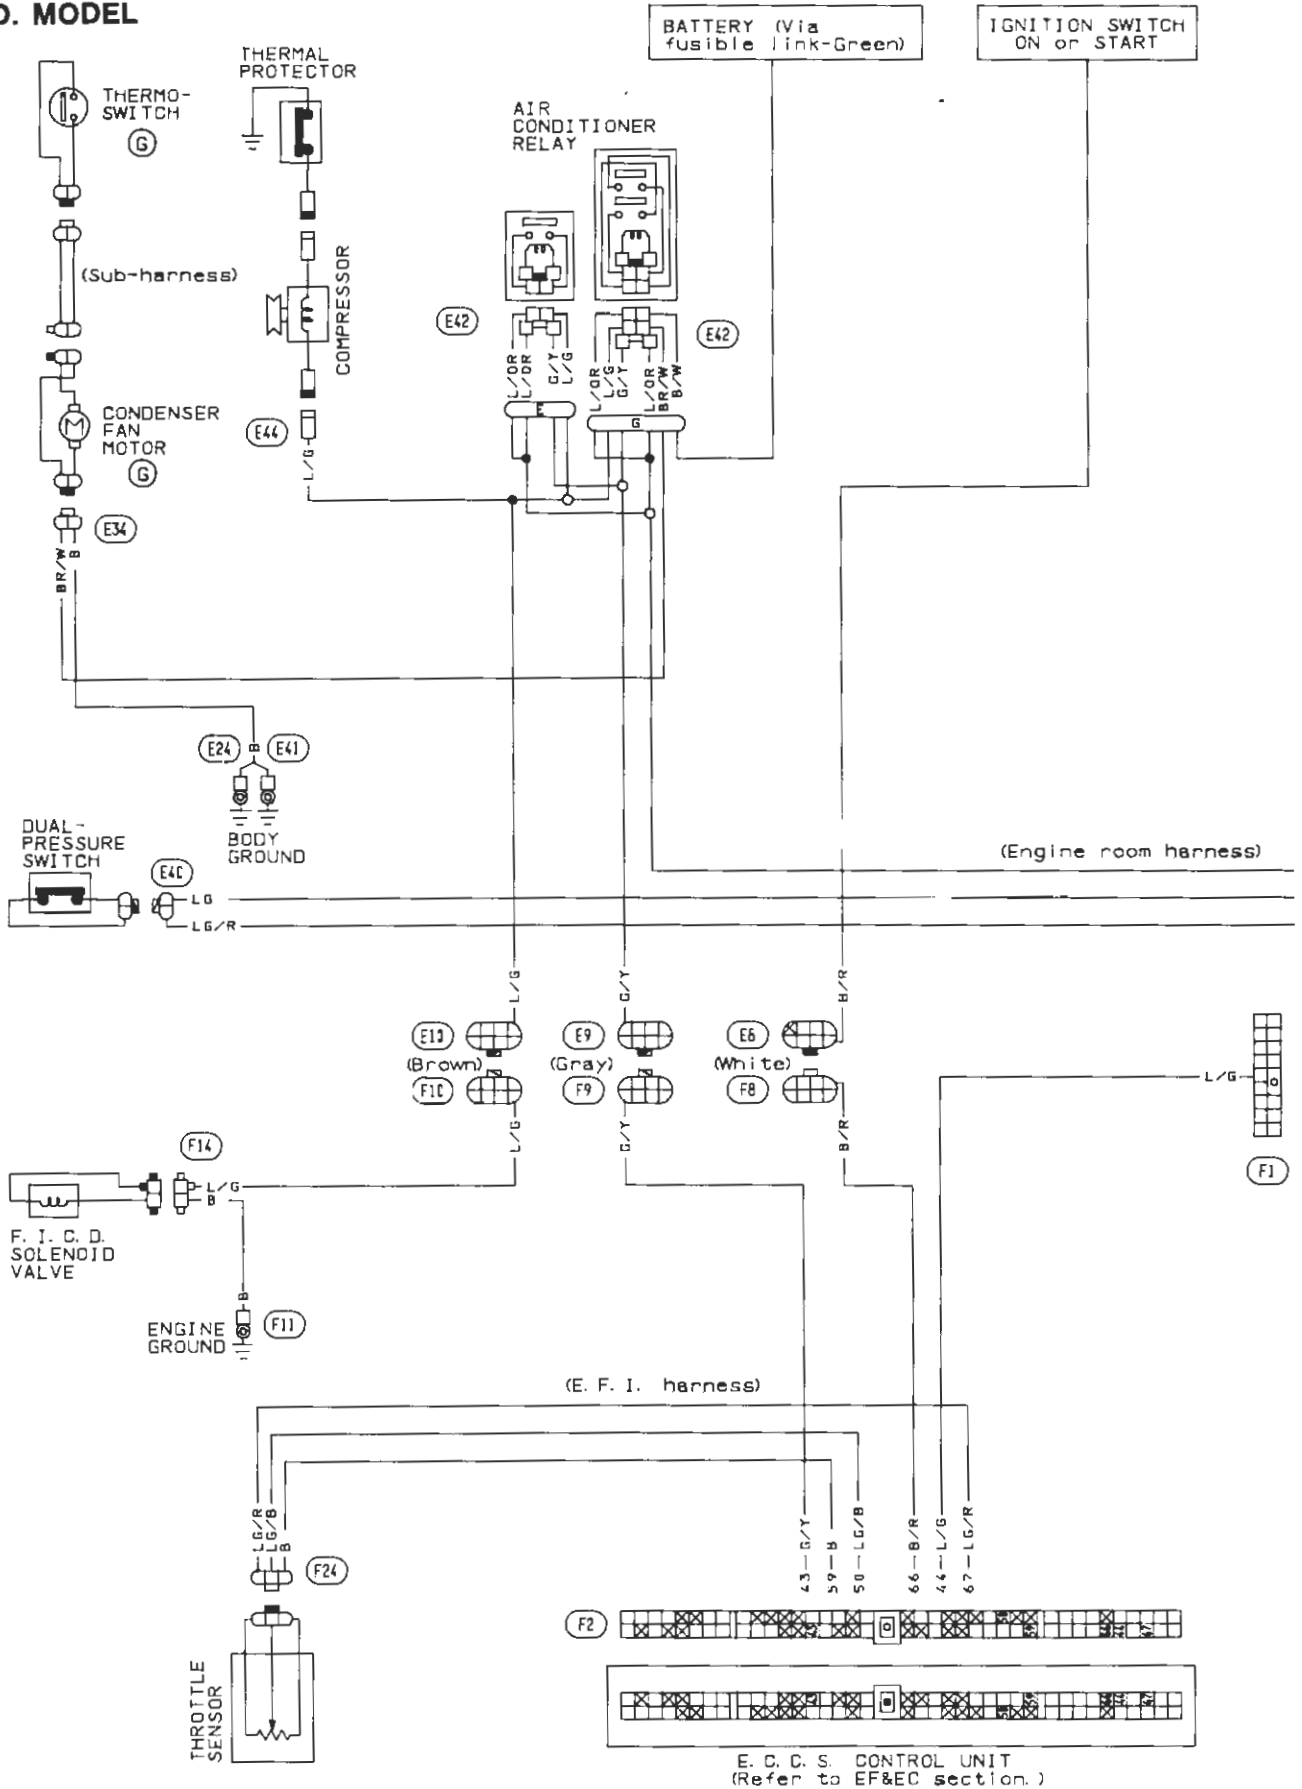 D. MODEL
BATTERY (Via
fusible link-Green)
IGNITION SWITCH
ON or START
THERMAL
PROTECTOR
THERMO-
SWITCH
G
AIR
CONDITIONER
RELAY
(Sub-harness)
COMPRESSOR
E42
E42
L/OR
L/OR
G/Y
L/G
L/OR
L/G
G/Y
L/OR
BR/W
B/W
E
G
CONDENSER
FAN
MOTOR
G
E44
L/G
E34
BR/W
B
E24
B
E41
BODY
GROUND
DUAL-
PRESSURE
SWITCH
E40
LG
LG/R
(Engine room harness)
L/G
G/Y
B/R
E9
E6
(Brown)
(Gray)
(White)
F10
F9
F8
L/G
G/Y
B/R
L/G
F1
F14
L/G
B
F. I. C. D.
SOLENOID
VALVE
B
ENGINE
GROUND
F11
(E. F. I. harness)
LG/R
LG/B
B
F24
43-G/Y
59-B
50-LG/B
66-B/R
44-L/G
67-LG/R
F2
THROTTLE
SENSOR
E. C. C. S. CONTROL UNIT
(Refer to EF&EC section.)